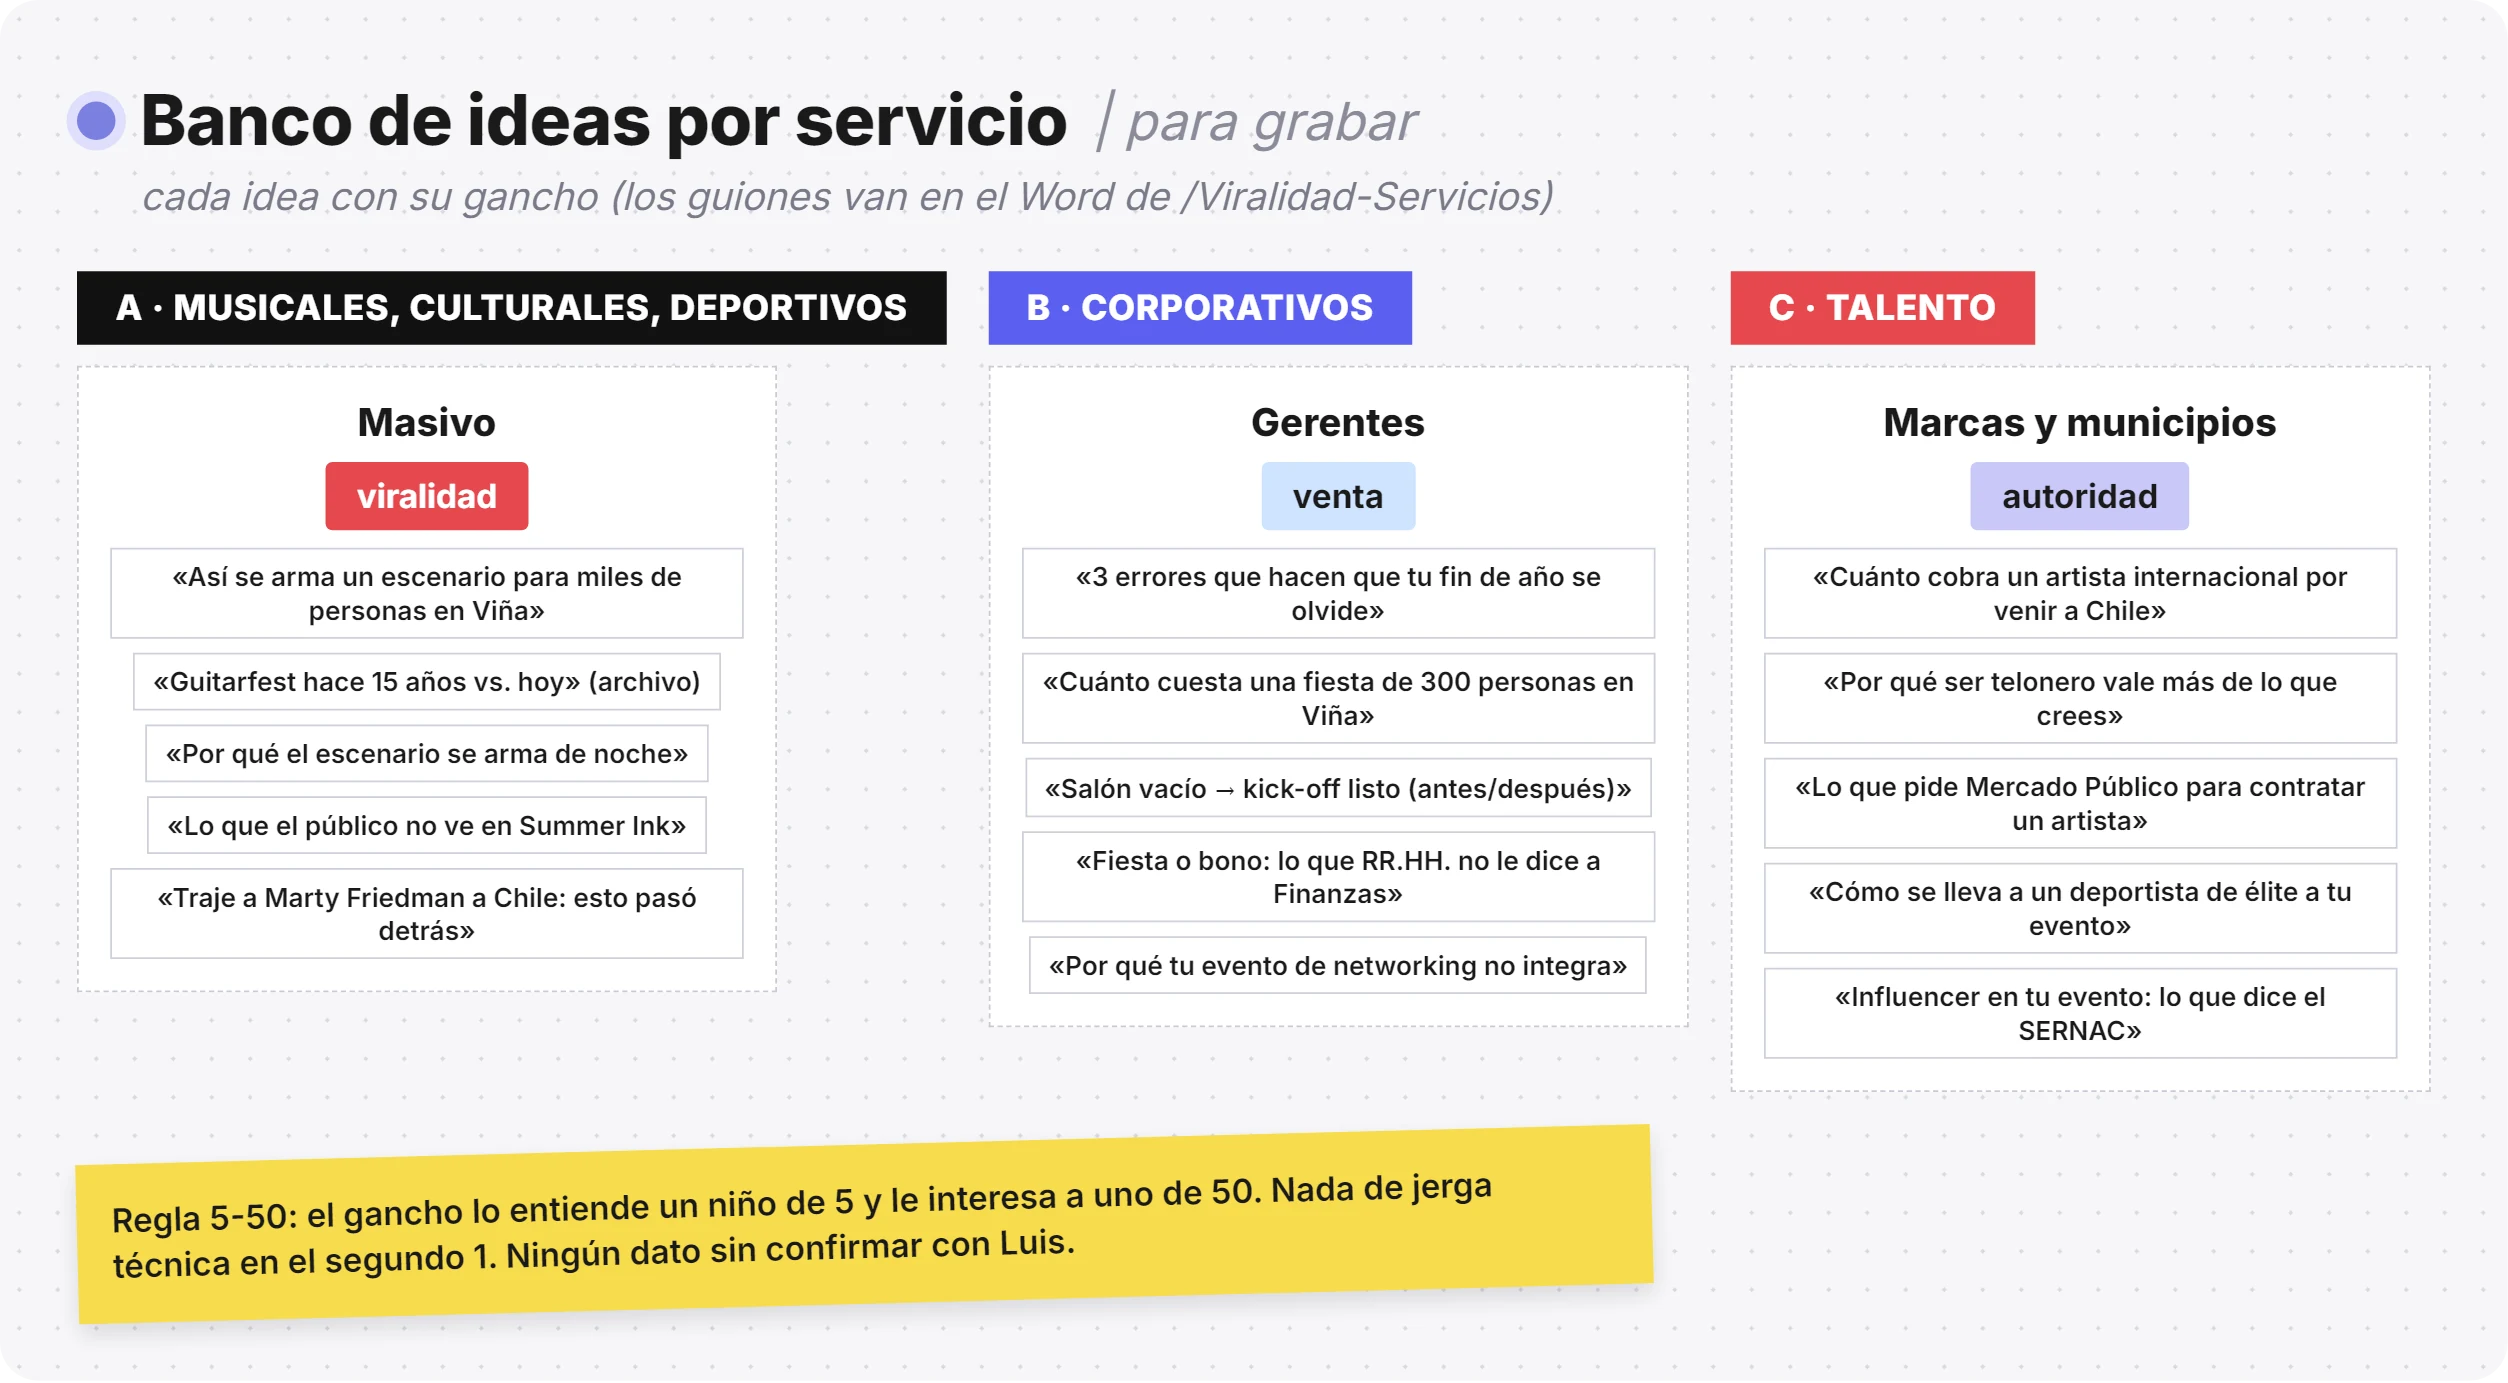 Banco de ideas por servicio | para grabar
cada idea con su gancho (los guiones van en el Word de /Viralidad-Servicios)
A · MUSICALES, CULTURALES, DEPORTIVOS
Masivo
viralidad
«Así se arma un escenario para miles de
personas en Viña»
«Guitarfest hace 15 años vs. hoy» (archivo)
«Por qué el escenario se arma de noche»
«Lo que el público no ve en Summer Ink»
«Traje a Marty Friedman a Chile: esto pasó
detrás»
B · CORPORATIVOS
Gerentes
venta
«3 errores que hacen que tu fin de año se
olvide»
«Cuánto cuesta una fiesta de 300 personas en
Viña»
«Salón vacío → kick-off listo (antes/después)»
«Fiesta o bono: lo que RR.HH. no le dice a
Finanzas»
«Por qué tu evento de networking no integra»
C · TALENTO
Marcas y municipios
autoridad
«Cuánto cobra un artista internacional por
venir a Chile»
«Por qué ser telonero vale más de lo que
crees»
«Lo que pide Mercado Público para contratar
un artista»
«Cómo se lleva a un deportista de élite a tu
evento»
«Influencer en tu evento: lo que dice el
SERNAC»
Regla 5-50: el gancho lo entiende un niño de 5 y le interesa a uno de 50. Nada de jerga
técnica en el segundo 1. Ningún dato sin confirmar con Luis.